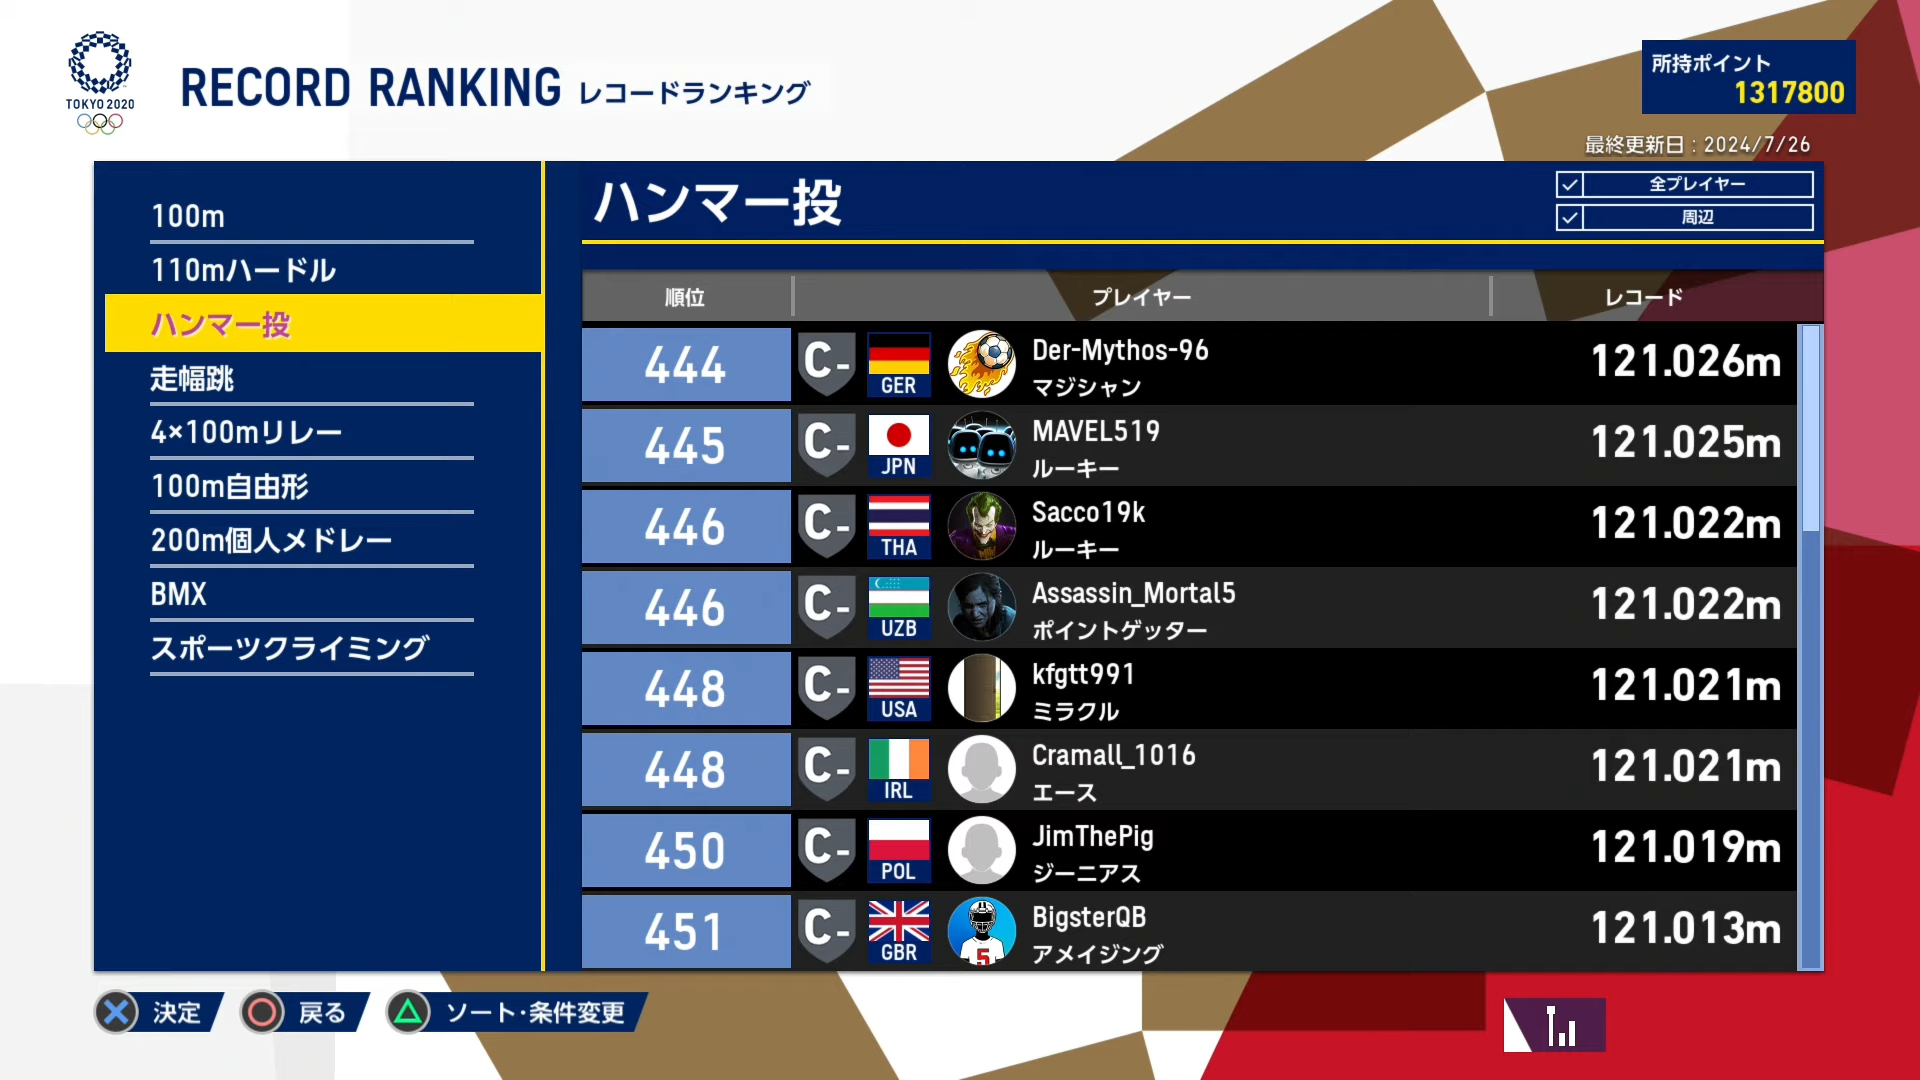 TOKYO 2020
RECORD RANKING レコードランキング
所持ポイント
1317800
最終更新日 : 2024/7/26
100m
110mハードル
ハンマー投
走幅跳
4×100mリレー
100m自由形
200m個人メドレー
BMX
スポーツクライミング
ハンマー投
全プレイヤー
周辺
順位 プレイヤー レコード
444 C- GER Der-Mythos-96 121.026m
マジシャン
445 C- JPN MAVEL519 121.025m
ルーキー
446 C- THA Sacco19k 121.022m
ルーキー
446 C- UZB Assassin_Mortal5 121.022m
ポイントゲッター
448 C- USA kfgtt991 121.021m
ミラクル
448 C- IRL Cramall_1016 121.021m
エース
450 C- POL JimThePig 121.019m
ジーニアス
451 C- GBR BigsterQB 121.013m
アメイジング
5
決定 戻る ソート・条件変更